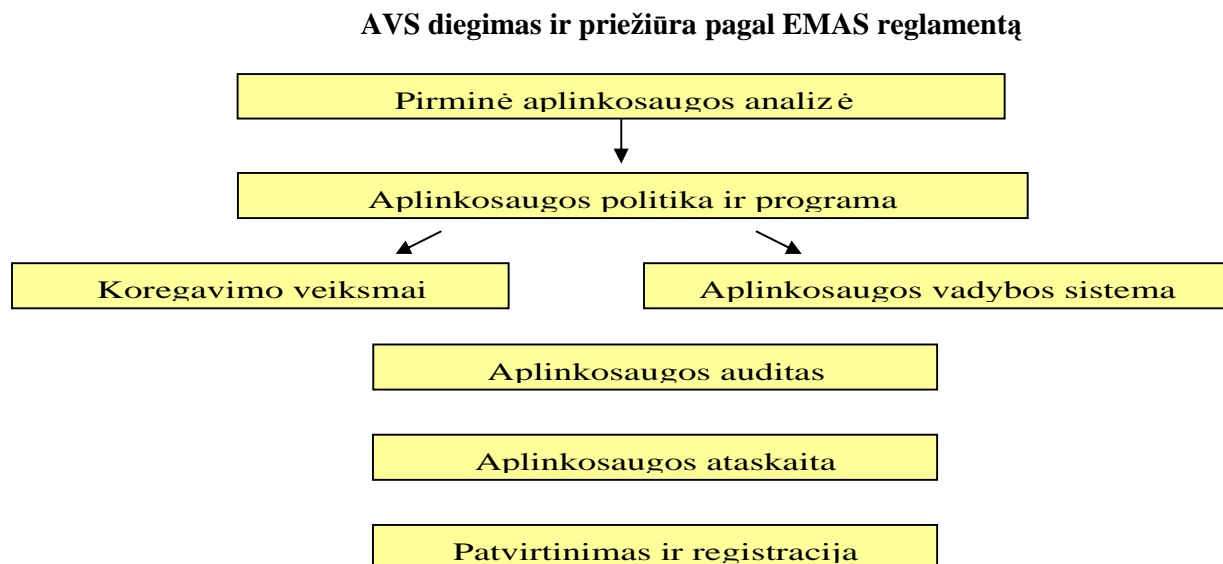 AVS diegimas ir priežiūra pagal EMAS reglamentą
Pirminė aplinkosaugos analizė
Aplinkosaugos politika ir programa
Koregavimo veiksmai
Aplinkosaugos vadybos sistema
Aplinkosaugos auditas
Aplinkosaugos ataskaita
Patvirtinimas ir registracija